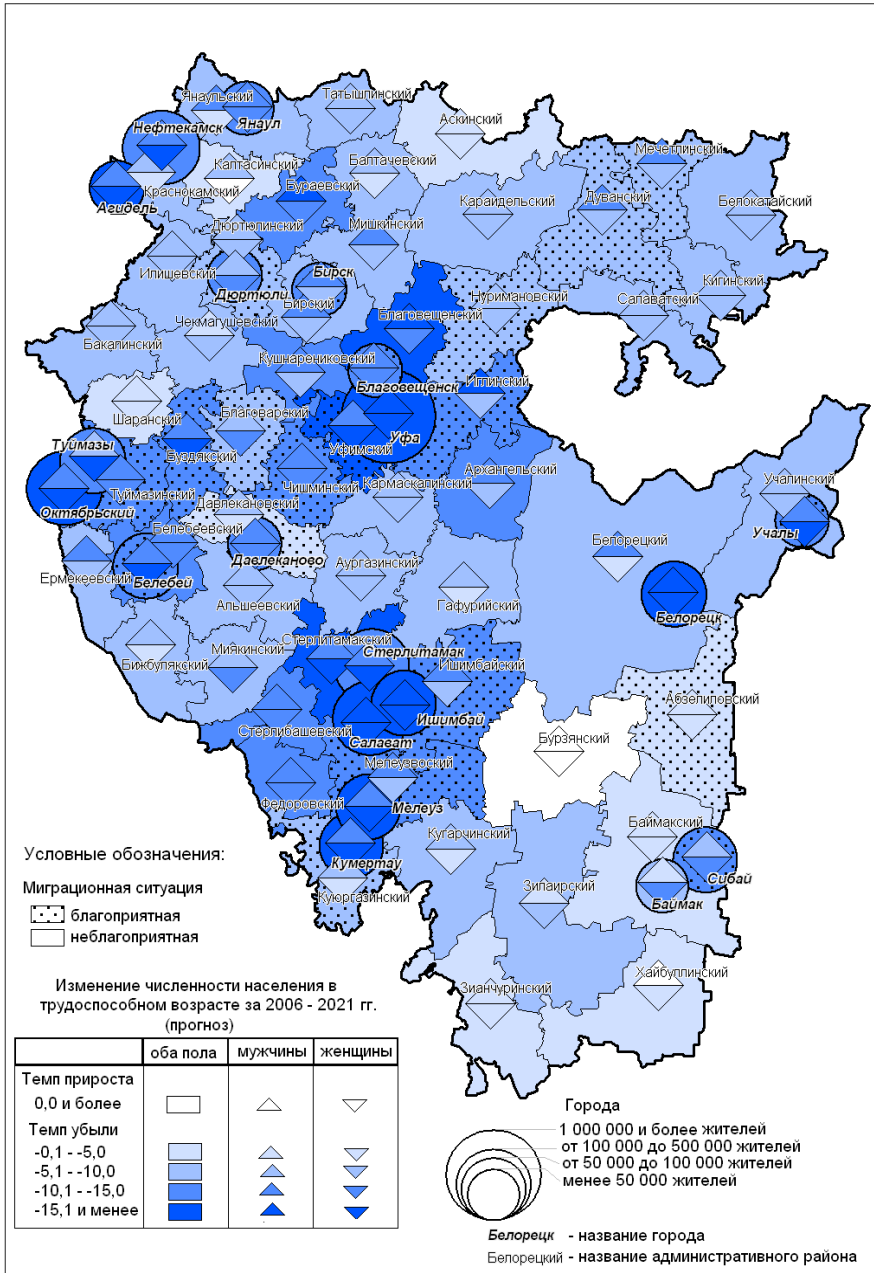 Татышлинский
Янаульский
Янаул
Аскинский
Нефтекамск
Мечетлинский
Балтачевский
Калтасинский
Бураевский
Краснокамский
Дуванский
Белокатайский
Караидельский
Агидель
Дюртюлинский
Мишкинский
Илишевский
Бирск
Кигинский
Дюртюли
Нуримановский
Салаватский
Бирский
Благовещенский
Чекмагушевский
Бакалинский
Кушнарениковский
Иглинский
Благовещенск
Шаранский
Благоварский
Уфа
Туймазы
Уфимский
Буздякский
Архангельский
Чишминский
Учалинский
Туймазинский
Кармаскалинский
Давлекановский
Октябрьский
Белебеевский
Учалы
Белорецкий
Давлеканово
Аургазинский
Ермекеевский
Белебей
Альшеевский
Гафурийский
Белорецк
Стерлитамакский
Стерлитамак
Миякинский
Бижбулякский
Ишимбайский
Абзелиловский
Ишимбай
Стерлибашевский
Салават
Бурзянский
Мелеузвоский
Федоровский
Мелеуз
Баймакский
Кугарчинский
Условные обозначения:
Кумертау
Сибай
Миграционная ситуация
Куюргазинский
Зилаирский
Баймак
благоприятная
неблагоприятная
Хайбуллинский
Зианчуринский
Изменение численности населения в
трудоспособном возрасте за 2006 - 2021 гг.
(прогноз)
оба пола мужчины женщины
Темп прироста
0,0 и более
Темп убыли
-0,1 - -5,0
-5,1 - -10,0
-10,1 - -15,0
-15,1 и менее
Города
1 000 000 и более жителей
от 100 000 до 500 000 жителей
от 50 000 до 100 000 жителей
менее 50 000 жителей
Белорецк - название города
Белорецкий - название административного района